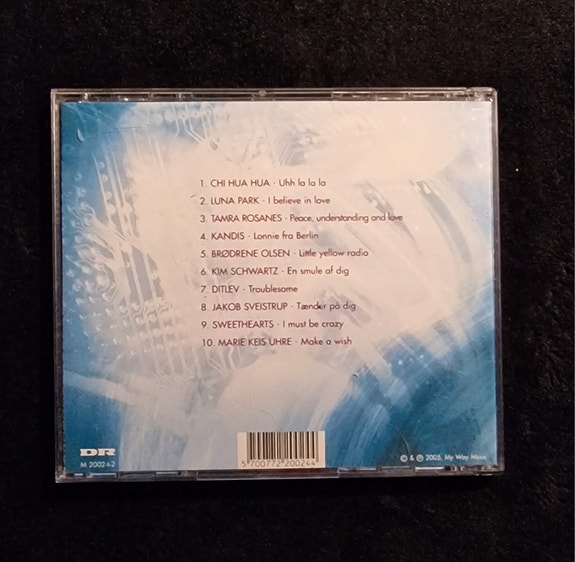 1. CHI HUA HUA · Uhh la la la
2. LUNA PARK · I believe in love
3. TAMRA ROSANES · Peace, understanding and love
4. KANDIS · Lonnie fra Berlin
5. BRØDRENE OLSEN · Little yellow radio
6. KIM SCHWARTZ · En smule af dig
7. DITLEV · Troublesome
8. JAKOB SVEISTRUP · Tænder på dig
9. SWEETHEARTS · I must be crazy
10. MARIE KEIS UHRE · Make a wish
DR
M 20024-2
5 700772 200244
© & ℗ 2005, My Way Music